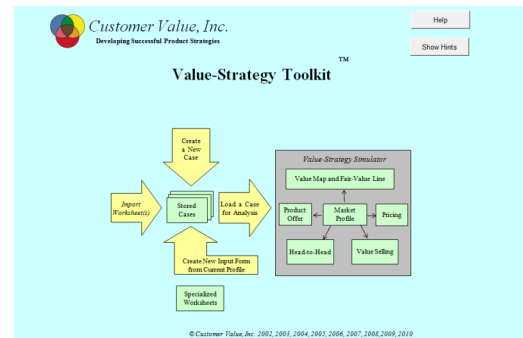 Customer Value, Inc.
Developing Successful Product Strategies
Help
Show Hints
Value-Strategy Toolkit TM
Create
a New
Case
Import
Worksheet(s)
Stored
Cases
Load a Case
for Analysis
Create New Input Form
from Current Profile
Specialized
Worksheets
Value-Strategy Simulator
Value Map and Fair-Value Line
Product
Offer
Market
Profile
Pricing
Head-to-Head
Value Selling
© Customer Value, Inc. 2002, 2003, 2004, 2005, 2006, 2007, 2008,2009, 2010